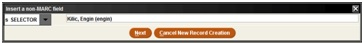 Insert a non-MARC field
s SELECTOR Kilic, Engin (engin)
Next Cancel New Record Creation